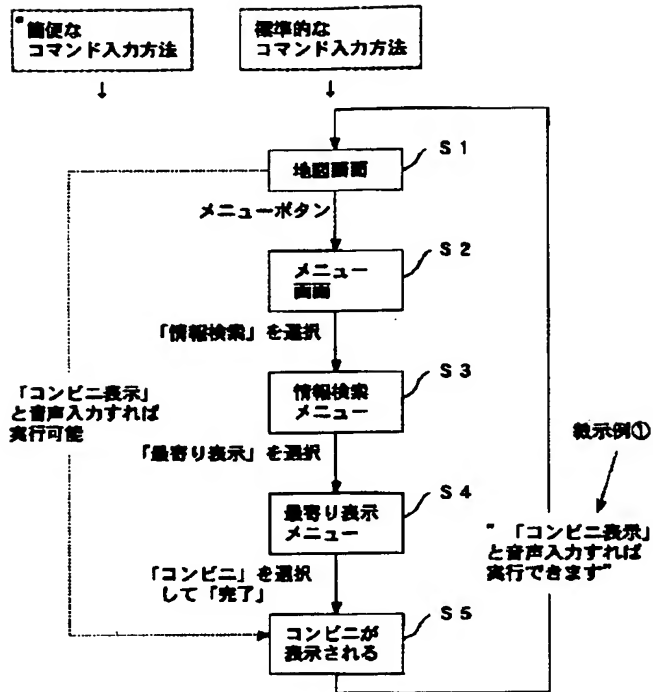 簡便な
コマンド入力方法
↓
標準的な
コマンド入力方法
↓
S1
地図画面
メニューボタン
S2
メニュー
画面
「情報検索」を選択
S3
情報検索
メニュー
「コンビニ表示」
と音声入力すれば
実行可能
「最寄り表示」を選択
教示例①
S4
最寄り表示
メニュー
"「コンビニ表示」
と音声入力すれば
実行できます"
「コンビニ」を選択
して「完了」
S5
コンビニが
表示される